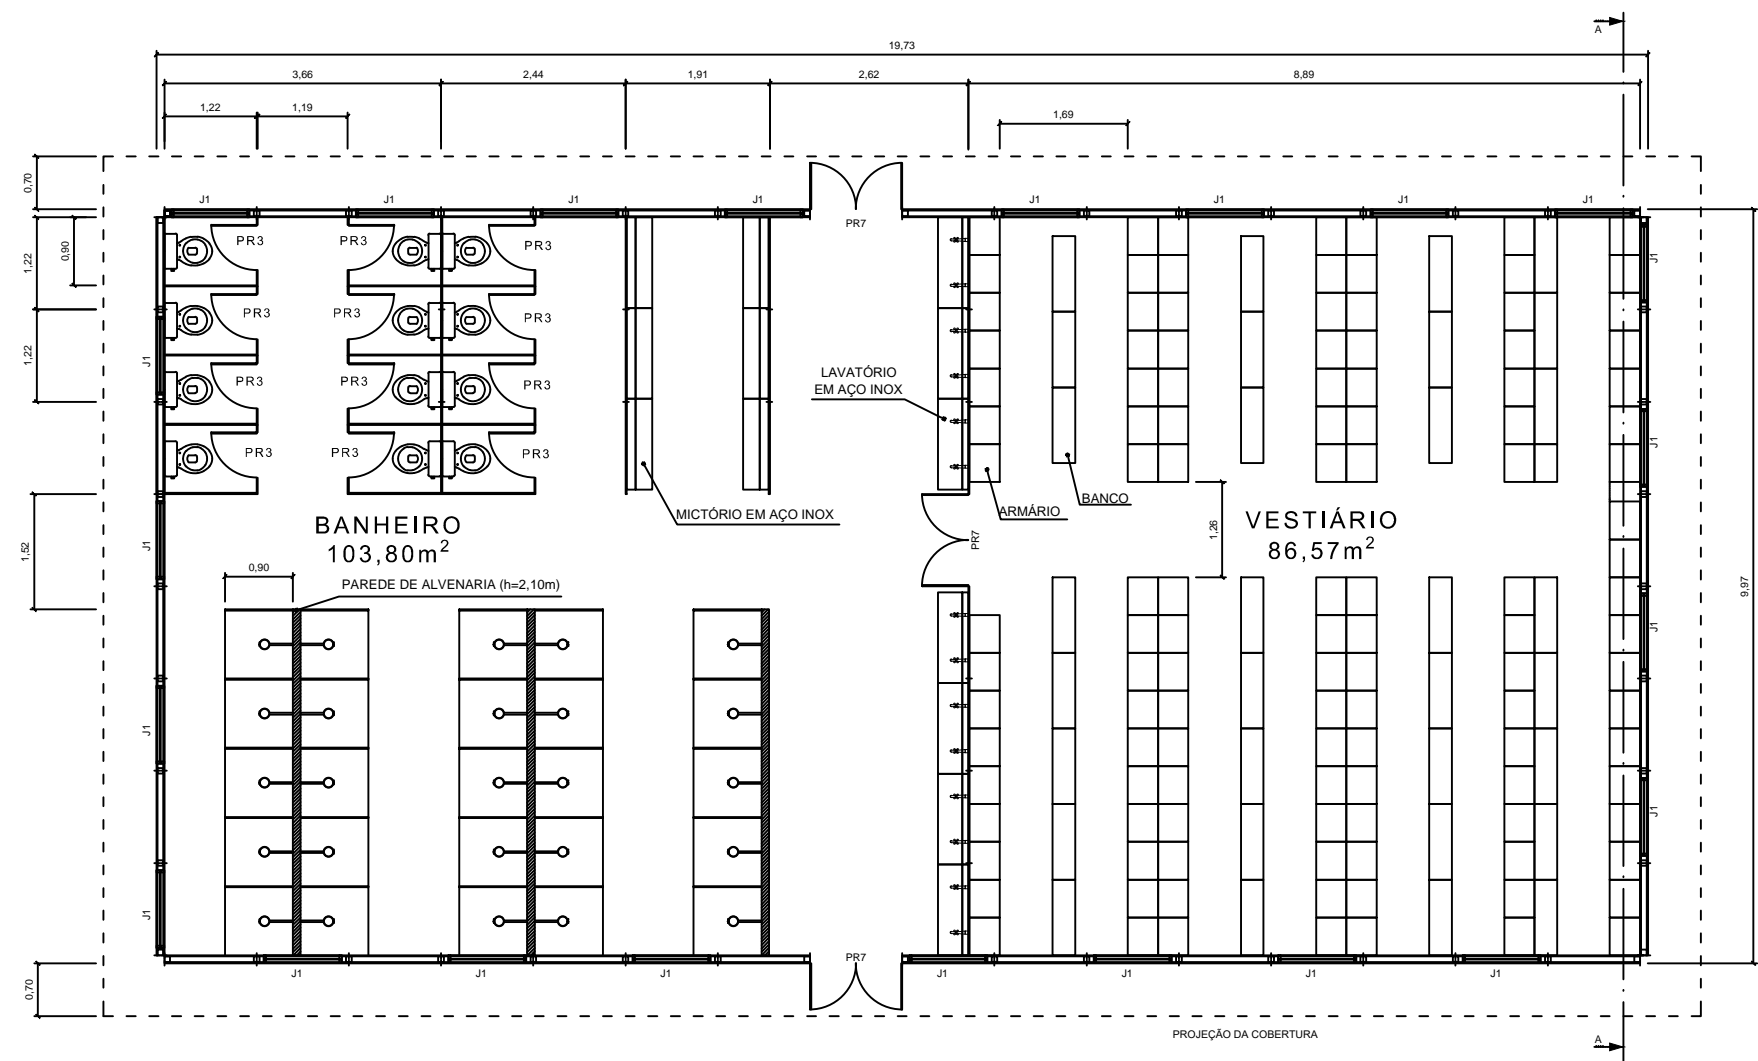 A
19,73
3,66
2,44
1,91
2,62
8,89
1,22
1,19
1,69
0,70
J1
J1
J1
J1
J1
J1
J1
J1
PR7
1,22
0,90
PR3
PR3
PR3
J1
PR3
PR3
PR3
1,22
J1
LAVATÓRIO
EM AÇO INOX
PR3
PR3
PR3
J1
PR3
PR3
PR3
BANCO
ARMÁRIO
MICTÓRIO EM AÇO INOX
BANHEIRO
103,80m²
VESTIÁRIO
86,57m²
1,26
PR7
J1
1,52
0,90
PAREDE DE ALVENARIA (h=2,10m)
9,97
J1
J1
J1
J1
PR7
J1
J1
J1
J1
J1
J1
J1
0,70
PROJEÇÃO DA COBERTURA
A